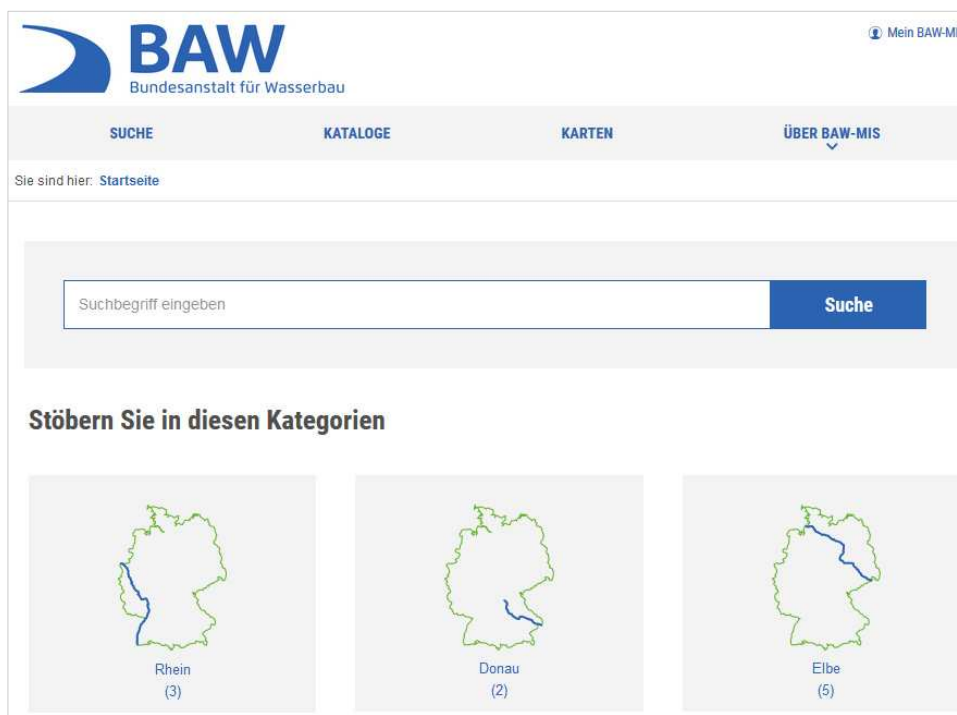 BAW
Bundesanstalt für Wasserbau
Mein BAW-MI
SUCHE KATALOGE KARTEN ÜBER BAW-MIS
Sie sind hier: Startseite
Suchbegriff eingeben Suche
Stöbern Sie in diesen Kategorien
Rhein Donau Elbe
(3) (2) (5)